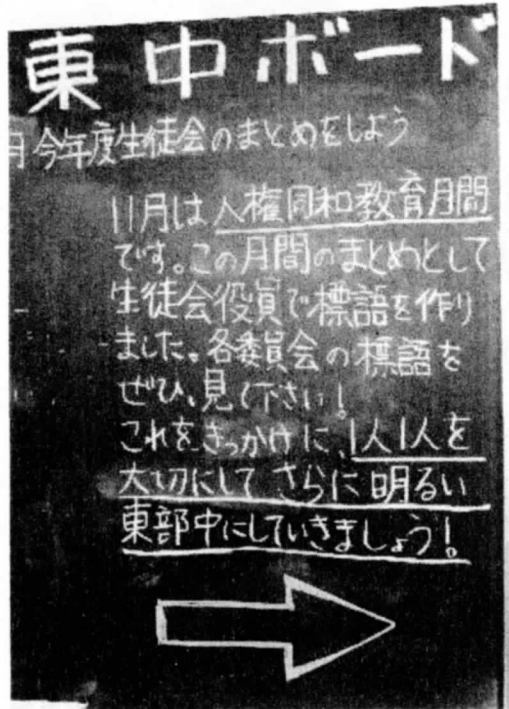 東中ボード
月今年度生徒会のまとめをしよう
11月は人権同和教育月間
です。この月間のまとめとして
生徒会役員で標語を作り
ました。各委員会の標語を
ぜひ、見て下さい!
これをきっかけに、1人1人を
大切にして さらに明るい
東部中にしていきましょう!